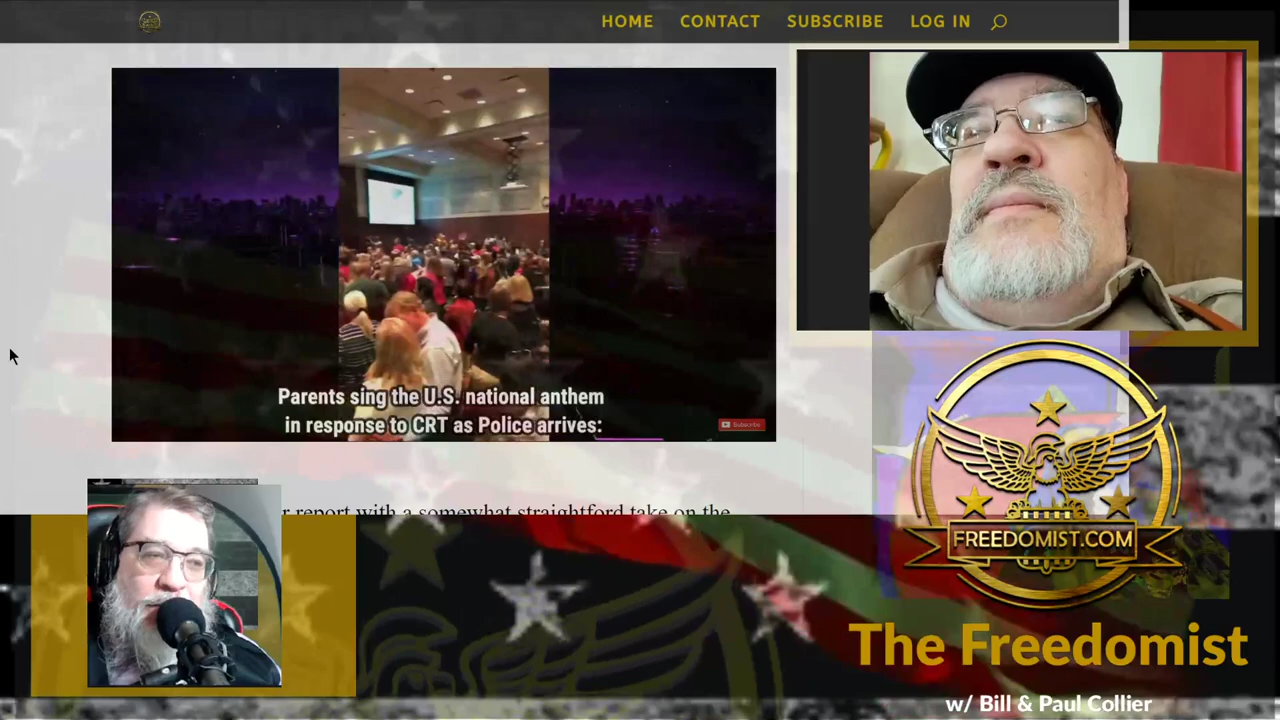 HOME CONTACT SUBSCRIBE LOG IN
Parents sing the U.S. national anthem
in response to CRT as Police arrives:
Subscribe
r report with a somewhat straightford take on the
FREEDOMIST.COM
The Freedomist
w/ Bill & Paul Collier